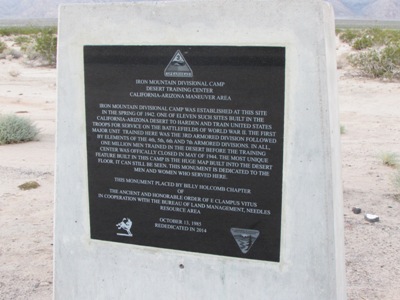 IRON MOUNTAIN DIVISIONAL CAMP
DESERT TRAINING CENTER
CALIFORNIA-ARIZONA MANEUVER AREA
IRON MOUNTAIN DIVISIONAL CAMP WAS ESTABLISHED AT THIS SITE
IN THE SPRING OF 1942. ONE OF ELEVEN SUCH SITES BUILT IN THE
CALIFORNIA-ARIZONA DESERT TO HARDEN AND TRAIN UNITED STATES
TROOPS FOR SERVICE ON THE BATTLEFIELDS OF WORLD WAR II. THE FIRST
MAJOR UNIT TRAINED HERE WAS THE 3RD ARMORED DIVISION FOLLOWED
BY ELEMENTS OF THE 4th, 5th, 6th AND 7th ARMORED DIVISIONS. IN ALL,
ONE MILLION MEN TRAINED IN THE DESERT BEFORE THE TRAINING
CENTER WAS OFFICALLY CLOSED IN MAY OF 1944. THE MOST UNIQUE
FEATURE BUILT IN THIS CAMP IS THE HUGE MAP BUILT INTO THE DESERT
FLOOR. IT CAN STILL BE SEEN. THIS MONUMENT IS DEDICATED TO THE
MEN AND WOMEN WHO SERVED HERE.
THIS MONUMENT PLACED BY BILLY HOLCOMB CHAPTER
OF
THE ANCIENT AND HONORABLE ORDER OF E CLAMPUS VITUS
IN COOPERATION WITH THE BUREAU OF LAND MANAGEMENT, NEEDLES
RESOURCE AREA
OCTOBER 13, 1985
REDEDICATED IN 2014